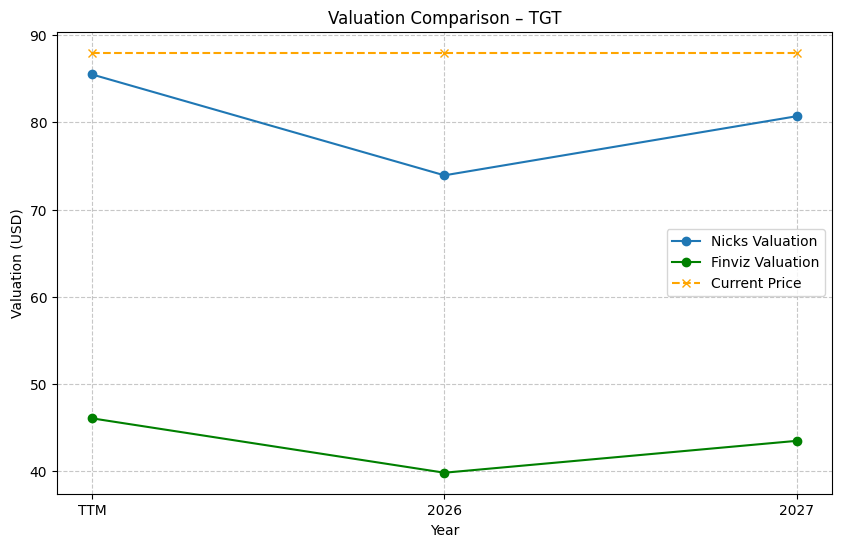 Valuation Comparison – TGT
90
80
70
60
50
40
Valuation (USD)
Nicks Valuation
Finviz Valuation
Current Price
TTM
2026
2027
Year